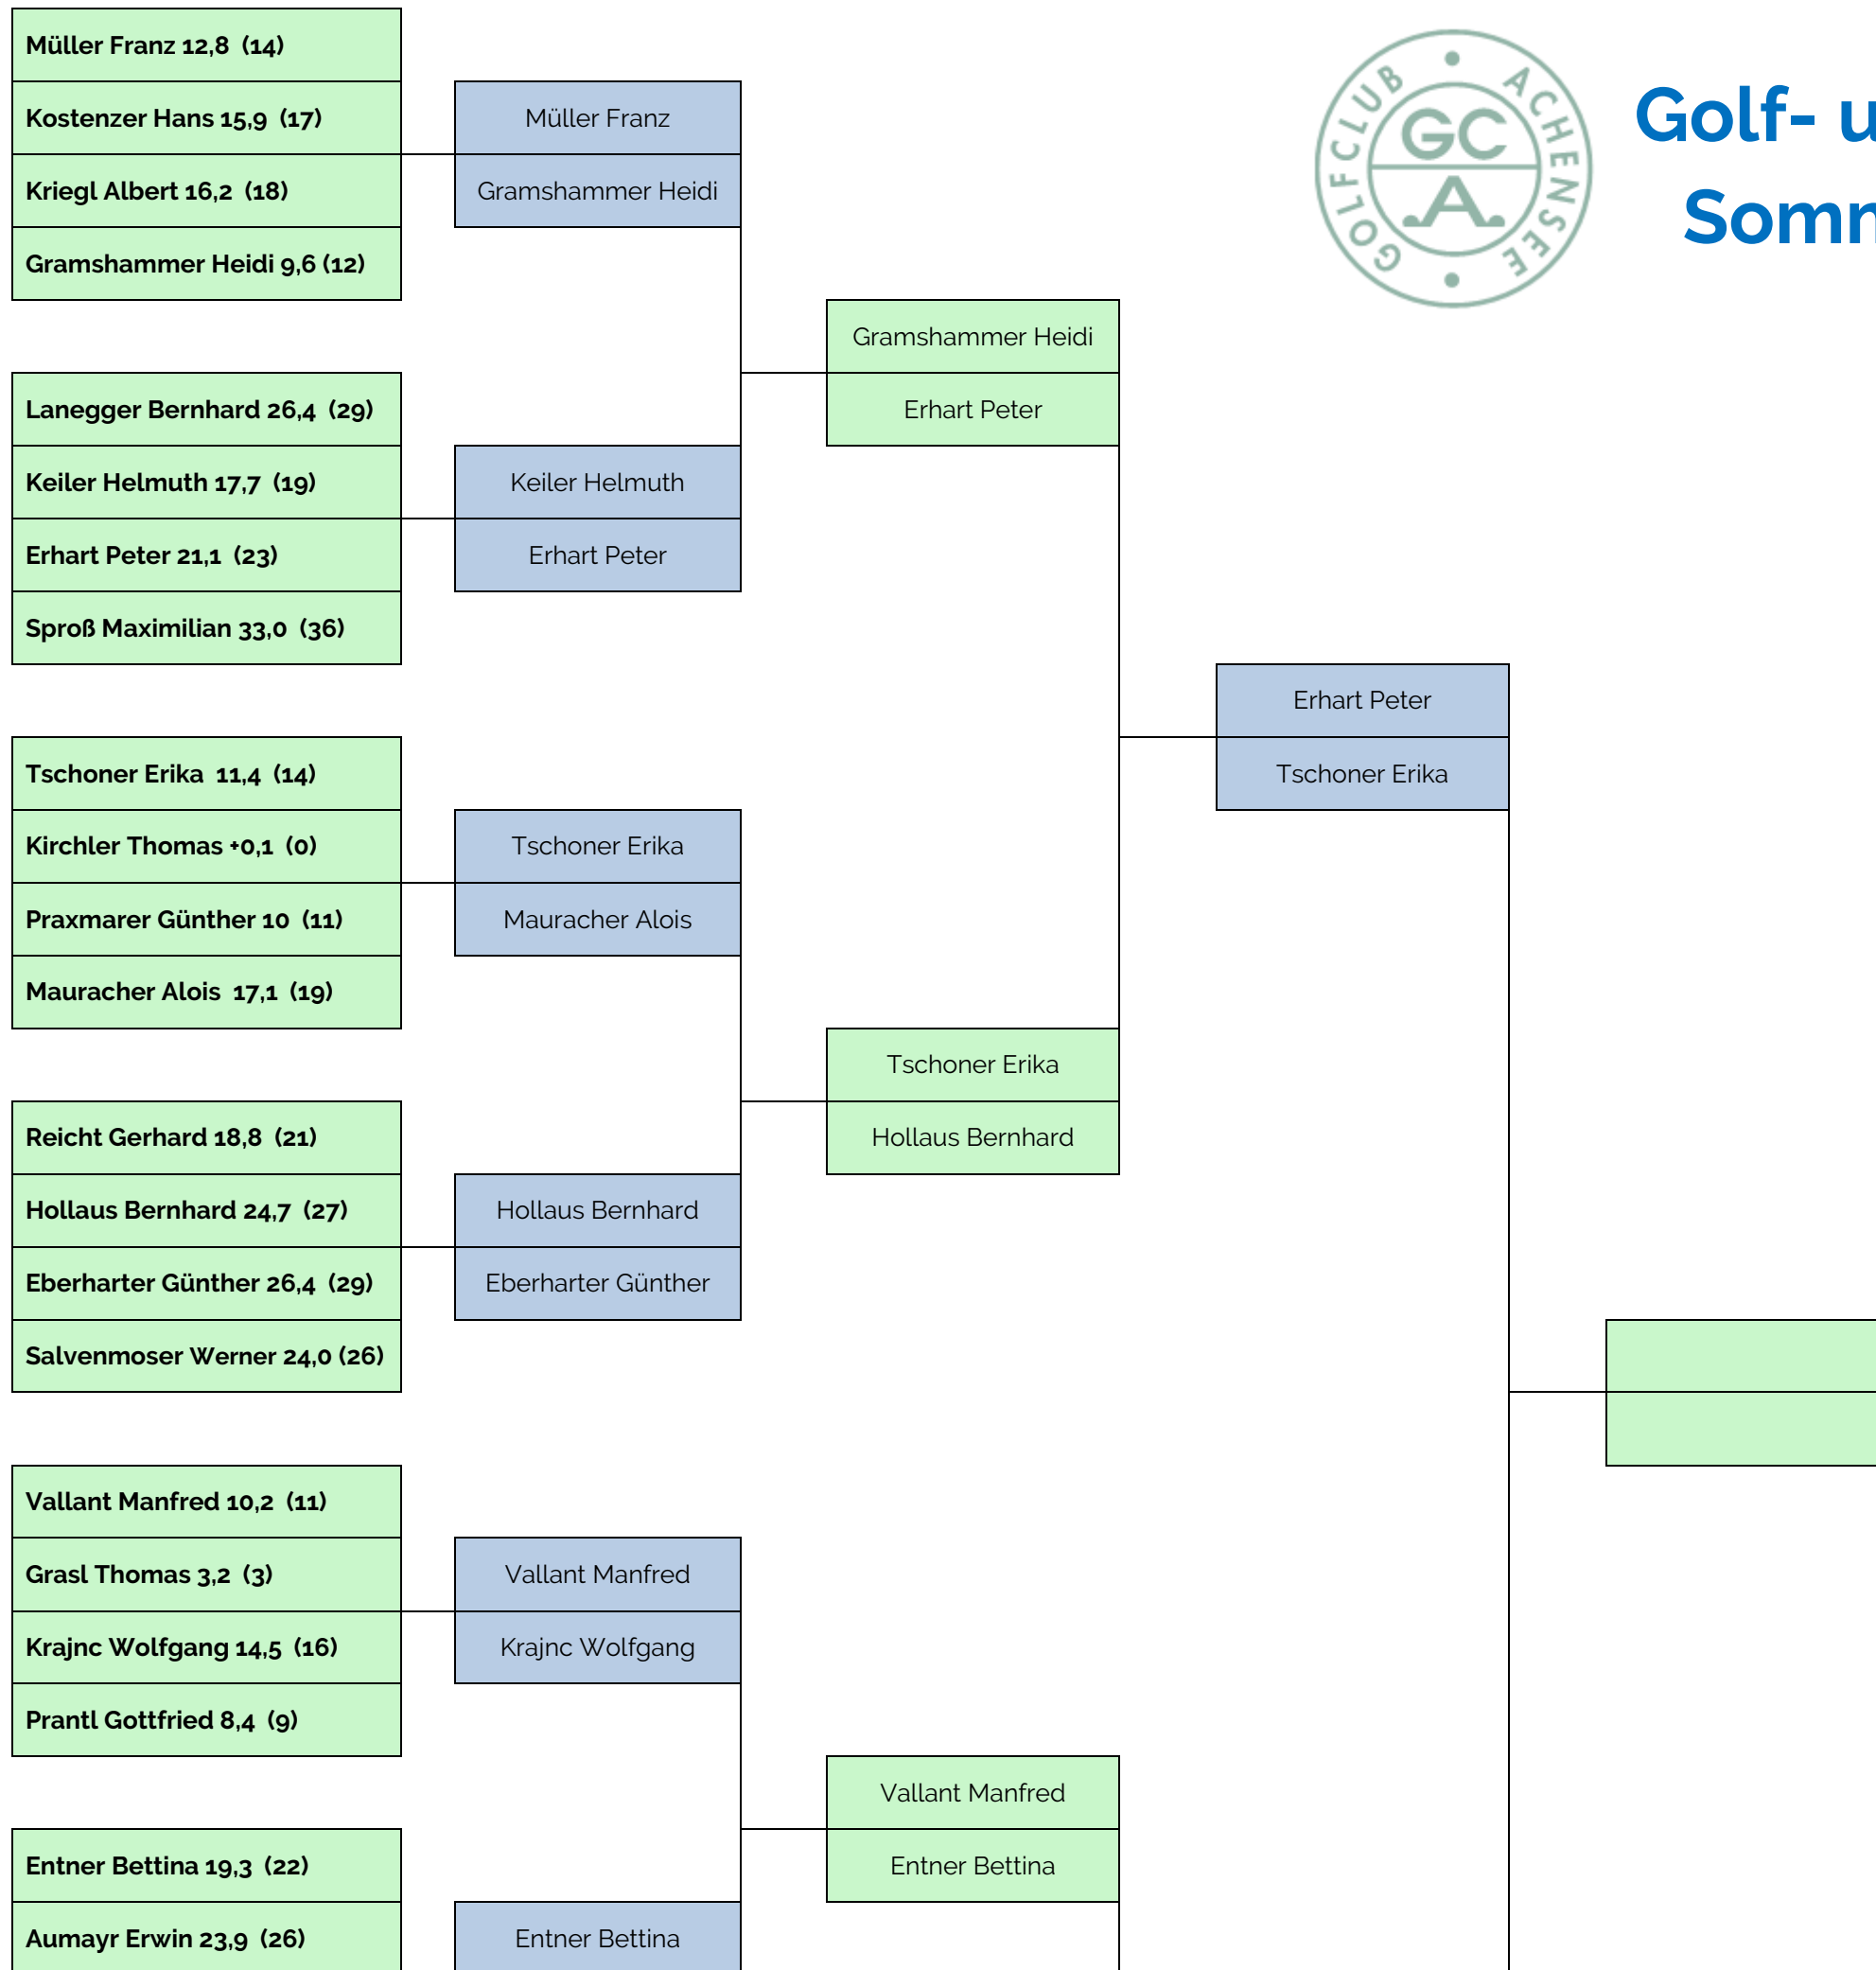 Müller Franz 12,8 (14)
Kostenzer Hans 15,9 (17)
Kriegl Albert 16,2 (18)
Gramshammer Heidi 9,6 (12)
Lanegger Bernhard 26,4 (29)
Keiler Helmuth 17,7 (19)
Erhart Peter 21,1 (23)
Sproß Maximilian 33,0 (36)
Tschoner Erika 11,4 (14)
Kirchler Thomas +0,1 (0)
Praxmarer Günther 10 (11)
Mauracher Alois 17,1 (19)
Reicht Gerhard 18,8 (21)
Hollaus Bernhard 24,7 (27)
Eberharter Günther 26,4 (29)
Salvenmoser Werner 24,0 (26)
Vallant Manfred 10,2 (11)
Grasl Thomas 3,2 (3)
Krajnc Wolfgang 14,5 (16)
Prantl Gottfried 8,4 (9)
Entner Bettina 19,3 (22)
Aumayr Erwin 23,9 (26)
Müller Franz
Gramshammer Heidi
Keiler Helmuth
Erhart Peter
Tschoner Erika
Mauracher Alois
Hollaus Bernhard
Eberharter Günther
Vallant Manfred
Krajnc Wolfgang
Entner Bettina
Gramshammer Heidi
Erhart Peter
Tschoner Erika
Hollaus Bernhard
Vallant Manfred
Entner Bettina
Erhart Peter
Tschoner Erika
GOLFCLUB ACHENSEE
GC
A
Golf- u
Somm